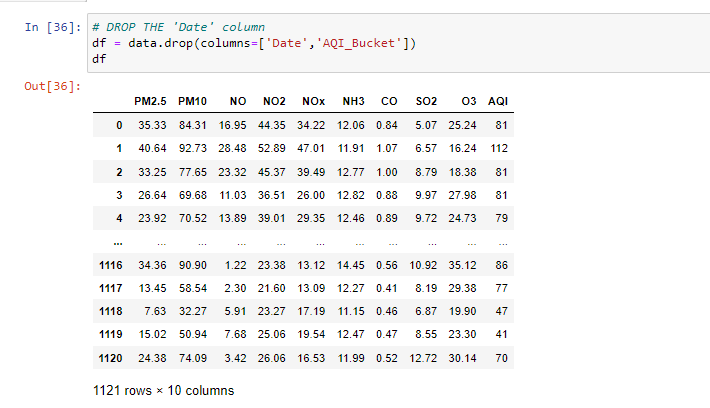 In [36]: # DROP THE 'Date' column
df = data.drop(columns=['Date','AQI_Bucket'])
df
Out[36]:
PM2.5 PM10 NO NO2 NOx NH3 CO SO2 O3 AQI
0 35.33 84.31 16.95 44.35 34.22 12.06 0.84 5.07 25.24 81
1 40.64 92.73 28.48 52.89 47.01 11.91 1.07 6.57 16.24 112
2 33.25 77.65 23.32 45.37 39.49 12.77 1.00 8.79 18.38 81
3 26.64 69.68 11.03 36.51 26.00 12.82 0.88 9.97 27.98 81
4 23.92 70.52 13.89 39.01 29.35 12.46 0.89 9.72 24.73 79
... ... ... ... ... ... ... ... ... ... ...
1116 34.36 90.90 1.22 23.38 13.12 14.45 0.56 10.92 35.12 86
1117 13.45 58.54 2.30 21.60 13.09 12.27 0.41 8.19 29.38 77
1118 7.63 32.27 5.91 23.27 17.19 11.15 0.46 6.87 19.90 47
1119 15.02 50.94 7.68 25.06 19.54 12.47 0.47 8.55 23.30 41
1120 24.38 74.09 3.42 26.06 16.53 11.99 0.52 12.72 30.14 70
1121 rows × 10 columns